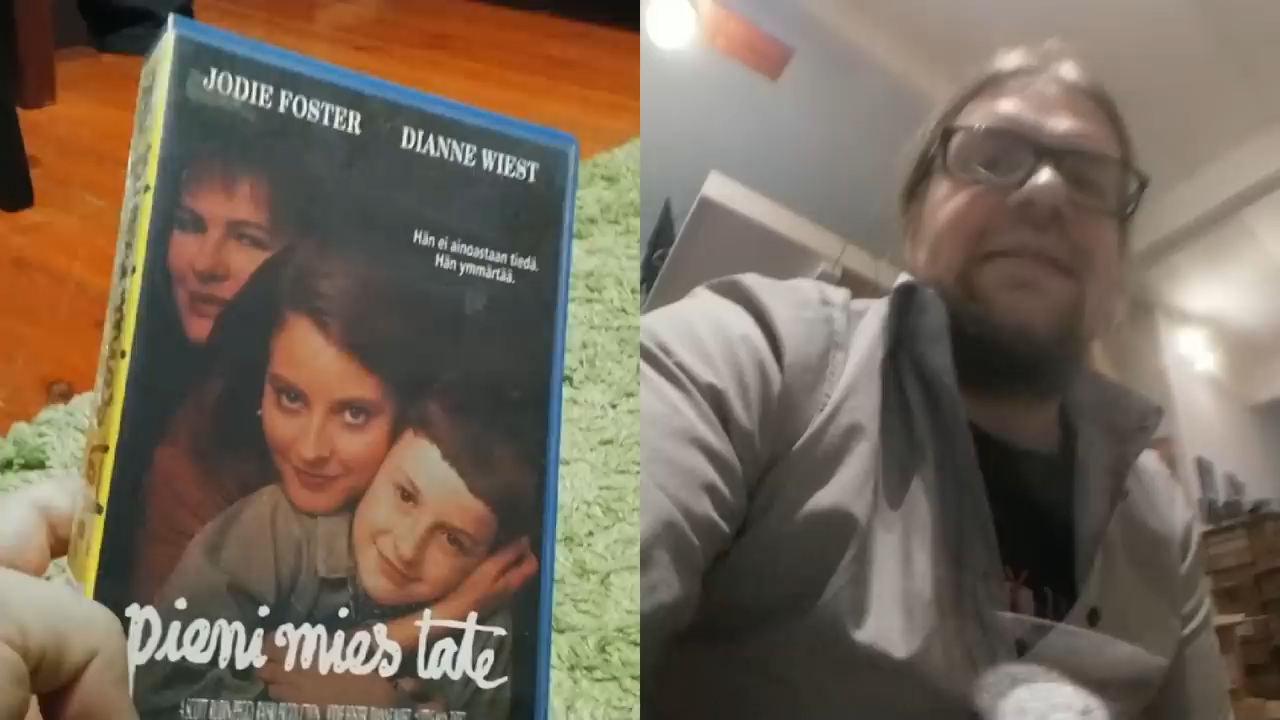 JODIE FOSTER
DIANNE WIEST
Hän ei ainoastaan tiedä.
Hän ymmärtää.
pieni mies tate